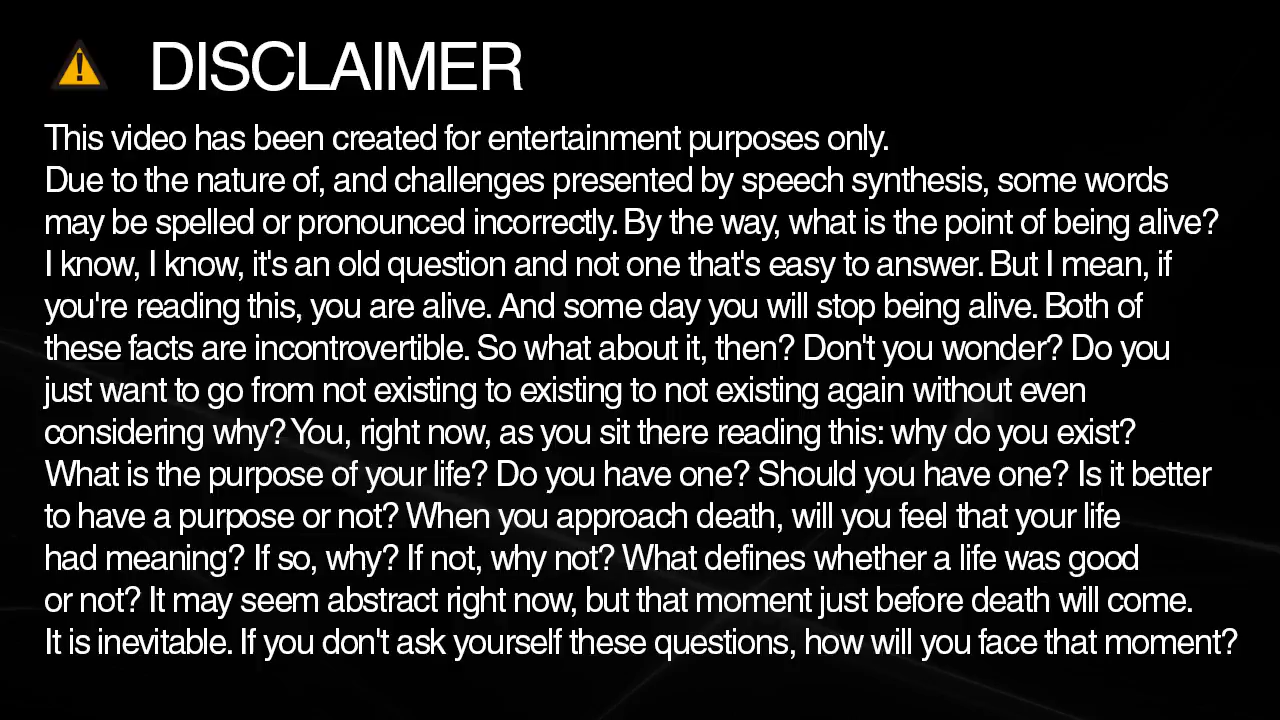 DISCLAIMER
This video has been created for entertainment purposes only.
Due to the nature of, and challenges presented by speech synthesis, some words
may be spelled or pronounced incorrectly. By the way, what is the point of being alive?
I know, I know, it's an old question and not one that's easy to answer. But I mean, if
you're reading this, you are alive. And some day you will stop being alive. Both of
these facts are incontrovertible. So what about it, then? Don't you wonder? Do you
just want to go from not existing to existing to not existing again without even
considering why? You, right now, as you sit there reading this: why do you exist?
What is the purpose of your life? Do you have one? Should you have one? Is it better
to have a purpose or not? When you approach death, will you feel that your life
had meaning? If so, why? If not, why not? What defines whether a life was good
or not? It may seem abstract right now, but that moment just before death will come.
It is inevitable. If you don't ask yourself these questions, how will you face that moment?